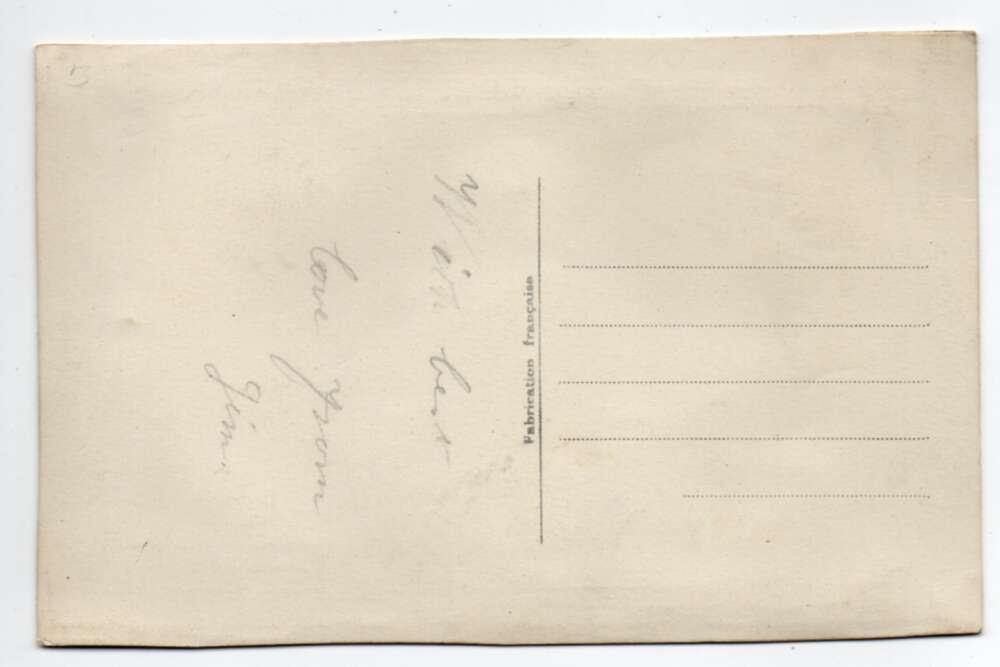 With best
love from
Jim.
Fabrication française